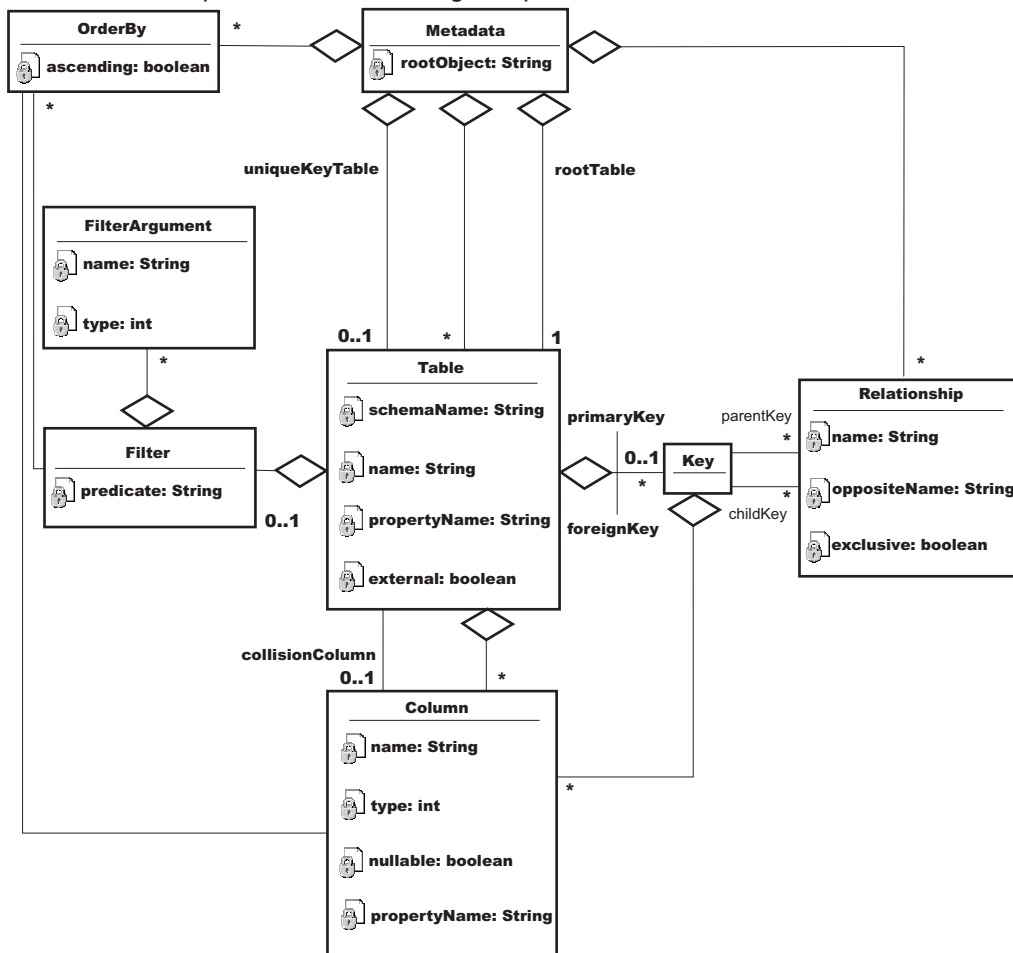 OrderBy
ascending: boolean
*
*
Metadata
rootObject: String
uniqueKeyTable
rootTable
FilterArgument
name: String
type: int
*
0..1
*
1
*
Table
schemaName: String
name: String
propertyName: String
external: boolean
Filter
predicate: String
0..1
primaryKey
0..1
*
foreignKey
Key
parentKey
*
*
childKey
Relationship
name: String
oppositeName: String
exclusive: boolean
collisionColumn
0..1
*
*
Column
name: String
type: int
nullable: boolean
propertyName: String